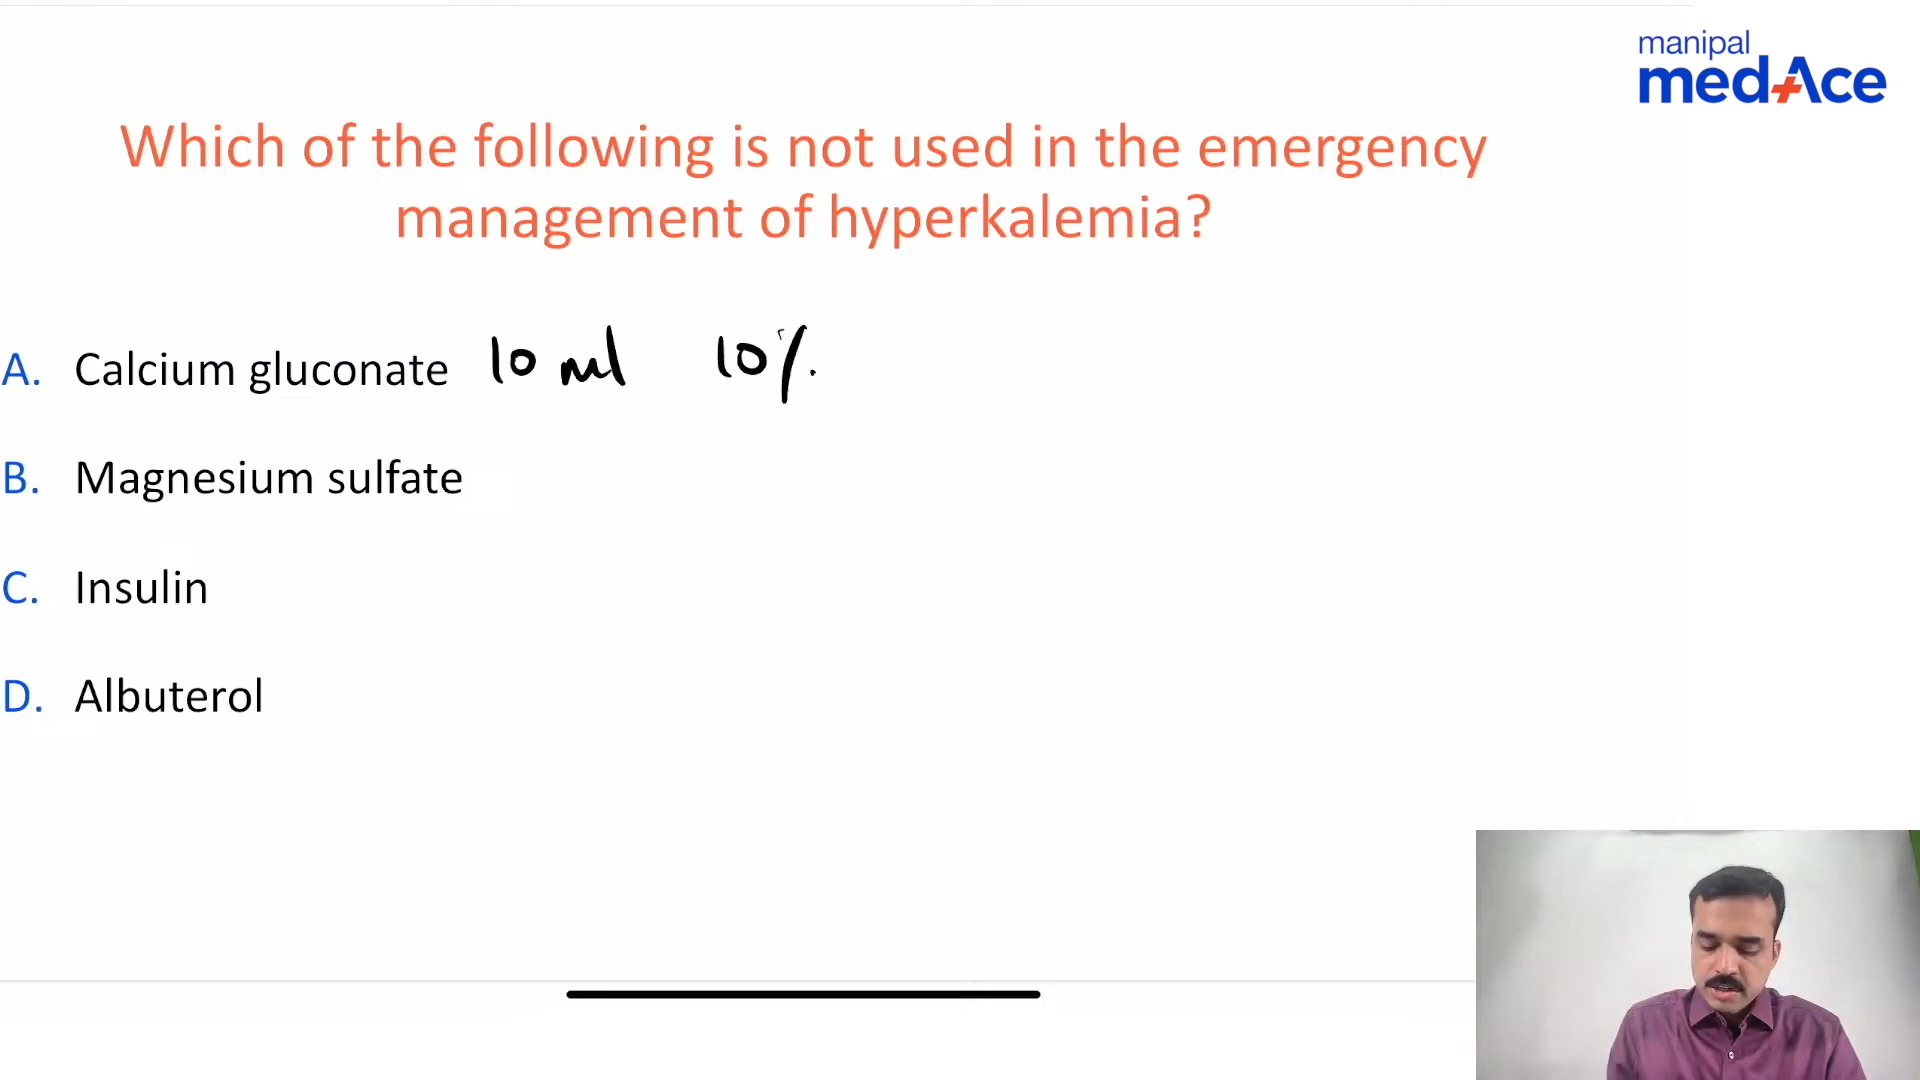 manipal
medAce
Which of the following is not used in the emergency
management of hyperkalemia?
A. Calcium gluconate 10 ml 10%.
B. Magnesium sulfate
C. Insulin
D. Albuterol